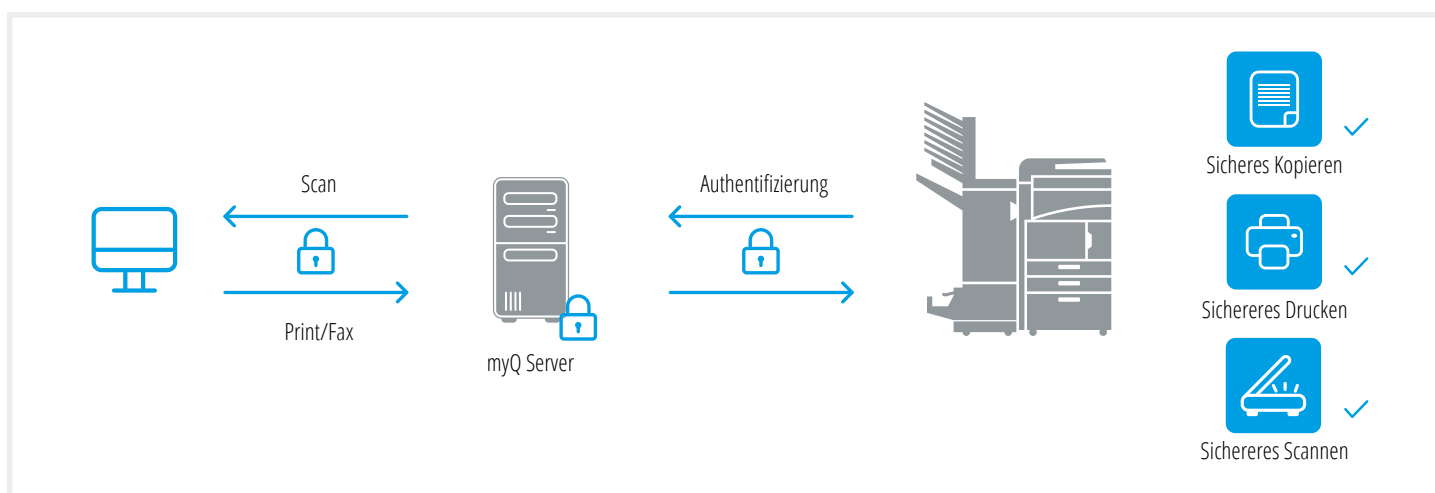 Scan
Print/Fax
myQ Server
Authentifizierung
Sicheres Kopieren
Sichereres Drucken
Sichereres Scannen